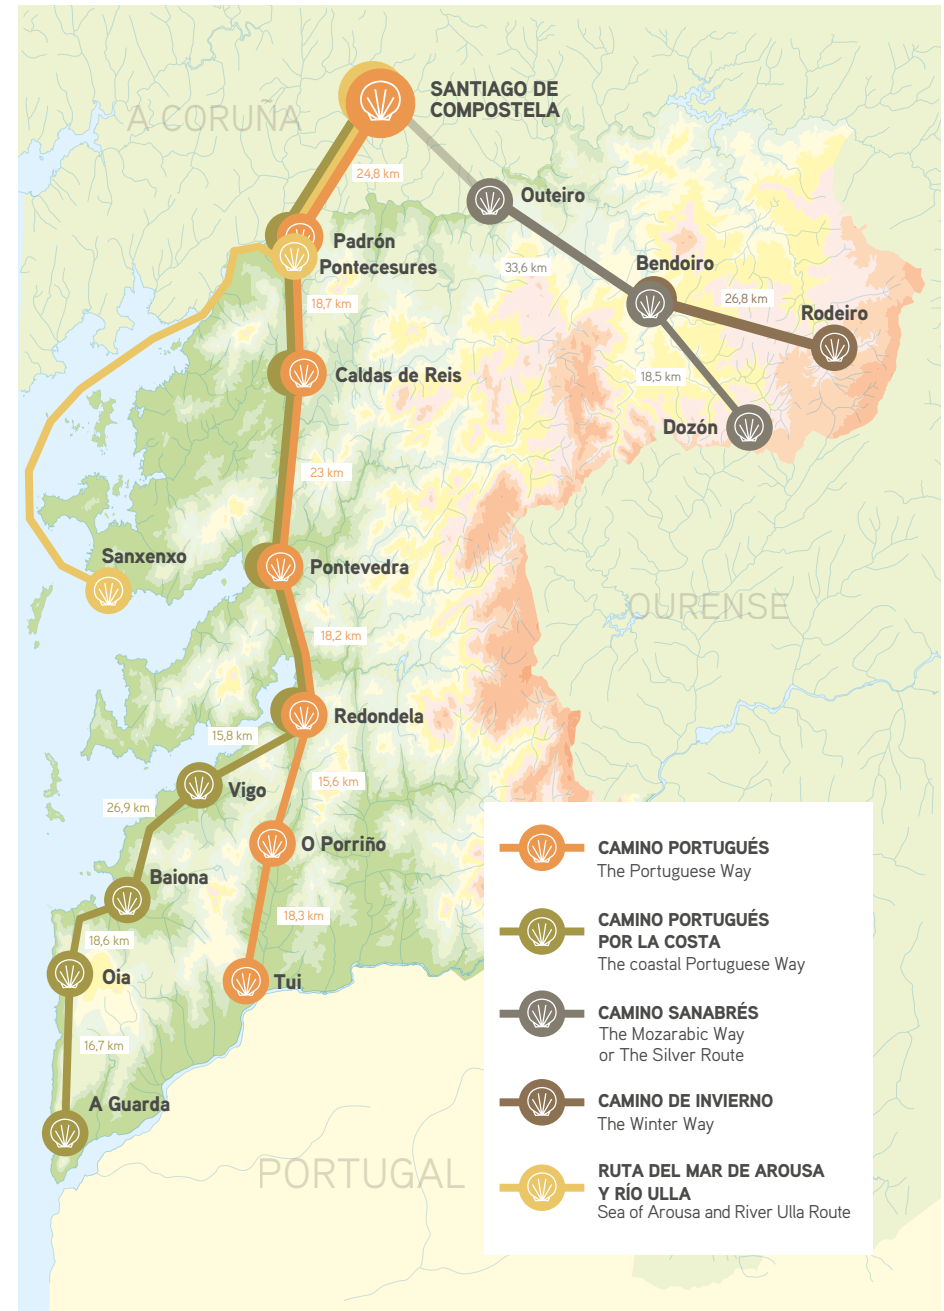 SANTIAGO DE
COMPOSTELA
A CORUÑA
24,8 km
Outeiro
Padrón
Pontecesures
33,6 km
Bendoiro
26,8 km
Rodeiro
18,7 km
Caldas de Reis
18,5 km
Dozón
23 km
Sanxenxo
Pontevedra
OURENSE
18,2 km
Redondela
15,8 km
Vigo
15,6 km
26,9 km
O Porriño
Baiona
18,3 km
18,6 km
Oia
Tui
16,7 km
A Guarda
PORTUGAL
CAMINO PORTUGUÉS
The Portuguese Way
CAMINO PORTUGUÉS
POR LA COSTA
The coastal Portuguese Way
CAMINO SANABRÉS
The Mozarabic Way
or The Silver Route
CAMINO DE INVIERNO
The Winter Way
RUTA DEL MAR DE AROUSA
Y RÍO ULLA
Sea of Arousa and River Ulla Route